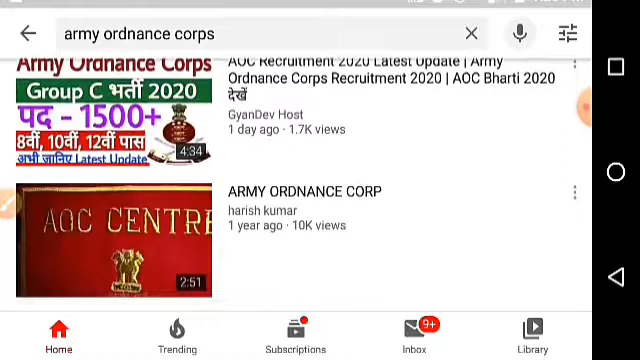 army ordnance corps
Army Ordnance Corps
Group C भर्ती 2020
पद - 1500+
8वीं, 10वीं, 12वीं पास
अभी जानिए Latest Update
4:34
AOC Recruitment 2020 Latest Update | Army
Ordnance Corps Recruitment 2020 | AOC Bharti 2020
देखें
GyanDev Host
1 day ago · 1.7K views
AOC CENTRE
2:51
ARMY ORDNANCE CORP
harish kumar
1 year ago · 10K views
9+
Home
Trending
Subscriptions
Inbox
Library